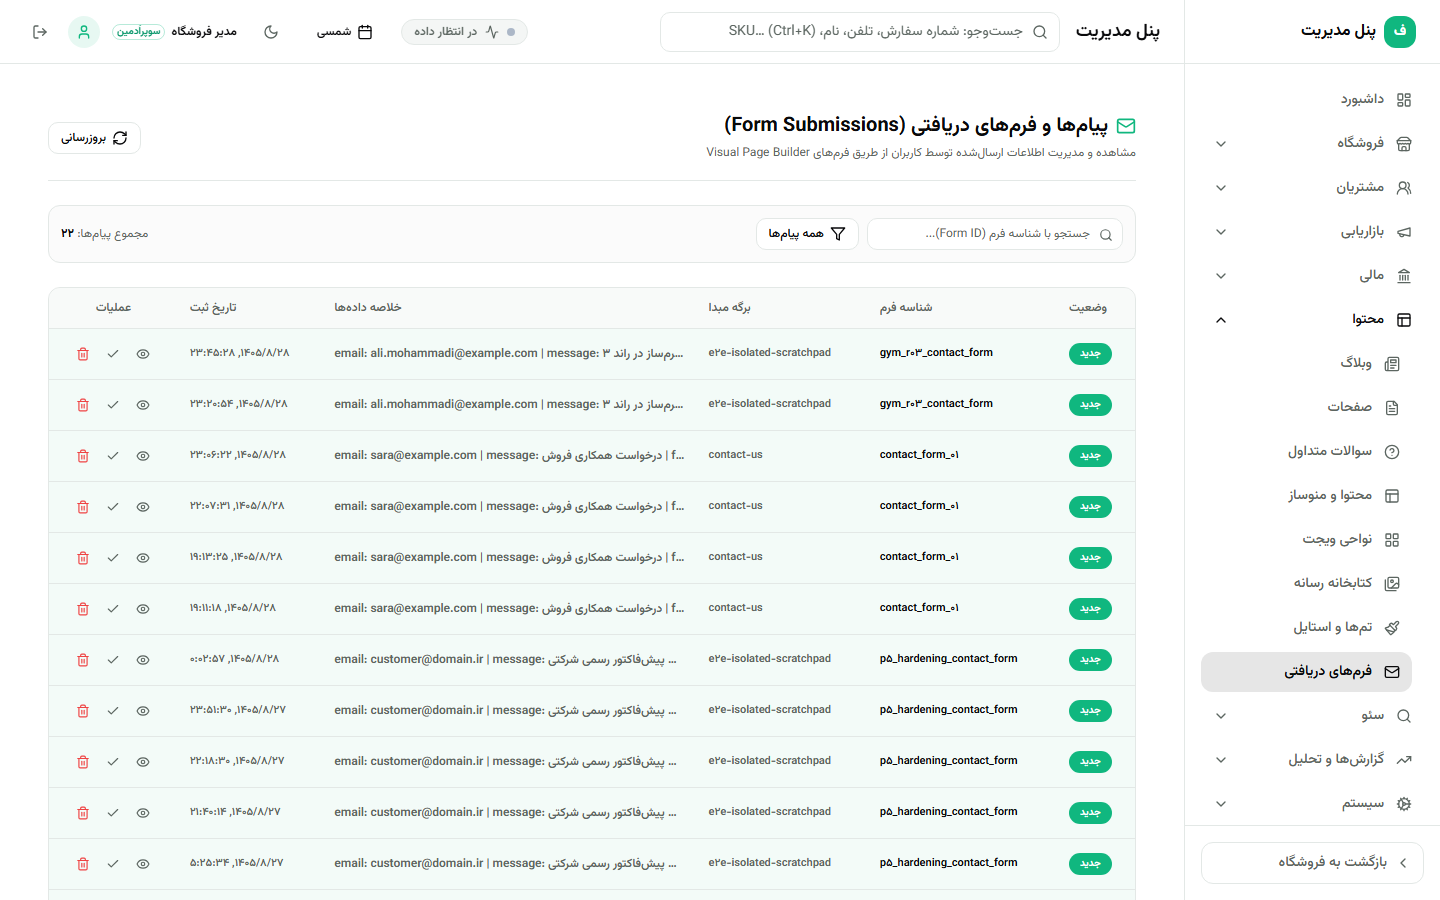 ف پنل مدیریت
پنل مدیریت
جست‌وجو: شماره سفارش، تلفن، نام، SKU... (Ctrl+K)
در انتظار داده
شمسی
مدیر فروشگاه سوپرآدمین
داشبورد
فروشگاه
مشتریان
بازاریابی
مالی
محتوا
وبلاگ
صفحات
سوالات متداول
محتوا و منوساز
نواحی ویجت
کتابخانه رسانه
تم‌ها و استایل
فرم‌های دریافتی
سئو
گزارش‌ها و تحلیل
سیستم
بازگشت به فروشگاه
پیام‌ها و فرم‌های دریافتی (Form Submissions)
مشاهده و مدیریت اطلاعات ارسال‌شده توسط کاربران از طریق فرم‌های Visual Page Builder
بروزرسانی
جستجو با شناسه فرم (Form ID)...
همه پیام‌ها
مجموع پیام‌ها: ۲۲
وضعیت شناسه فرم برگه مبدا خلاصه داده‌ها تاریخ ثبت عملیات
جدید gym_r۰۳_contact_form e۲e-isolated-scratchpad email: ali.mohammadi@example.com | message: رم‌ساز در راند ۳... ۱۴۰۵/۸/۲۸, ۲۳:۴۵:۲۸
جدید gym_r۰۳_contact_form e۲e-isolated-scratchpad email: ali.mohammadi@example.com | message: رم‌ساز در راند ۳... ۱۴۰۵/۸/۲۸, ۲۳:۲۰:۵۴
جدید contact_form_۰۱ contact-us email: sara@example.com | message: درخواست همکاری فروش | f... ۱۴۰۵/۸/۲۸, ۲۳:۰۶:۲۲
جدید contact_form_۰۱ contact-us email: sara@example.com | message: درخواست همکاری فروش | f... ۱۴۰۵/۸/۲۸, ۲۲:۰۷:۳۱
جدید contact_form_۰۱ contact-us email: sara@example.com | message: درخواست همکاری فروش | f... ۱۴۰۵/۸/۲۸, ۱۹:۱۳:۲۵
جدید contact_form_۰۱ contact-us email: sara@example.com | message: درخواست همکاری فروش | f... ۱۴۰۵/۸/۲۸, ۱۹:۱۱:۱۸
جدید p۵_hardening_contact_form e۲e-isolated-scratchpad email: customer@domain.ir | message: پیش‌فاکتور رسمی شرکتی ... ۱۴۰۵/۸/۲۸, ۰:۰۲:۵۷
جدید p۵_hardening_contact_form e۲e-isolated-scratchpad email: customer@domain.ir | message: پیش‌فاکتور رسمی شرکتی ... ۱۴۰۵/۸/۲۷, ۲۳:۵۱:۳۰
جدید p۵_hardening_contact_form e۲e-isolated-scratchpad email: customer@domain.ir | message: پیش‌فاکتور رسمی شرکتی ... ۱۴۰۵/۸/۲۷, ۲۲:۱۸:۳۰
جدید p۵_hardening_contact_form e۲e-isolated-scratchpad email: customer@domain.ir | message: پیش‌فاکتور رسمی شرکتی ... ۱۴۰۵/۸/۲۷, ۲۱:۴۰:۱۴
جدید p۵_hardening_contact_form e۲e-isolated-scratchpad email: customer@domain.ir | message: پیش‌فاکتور رسمی شرکتی ... ۱۴۰۵/۸/۲۷, ۵:۲۵:۳۴